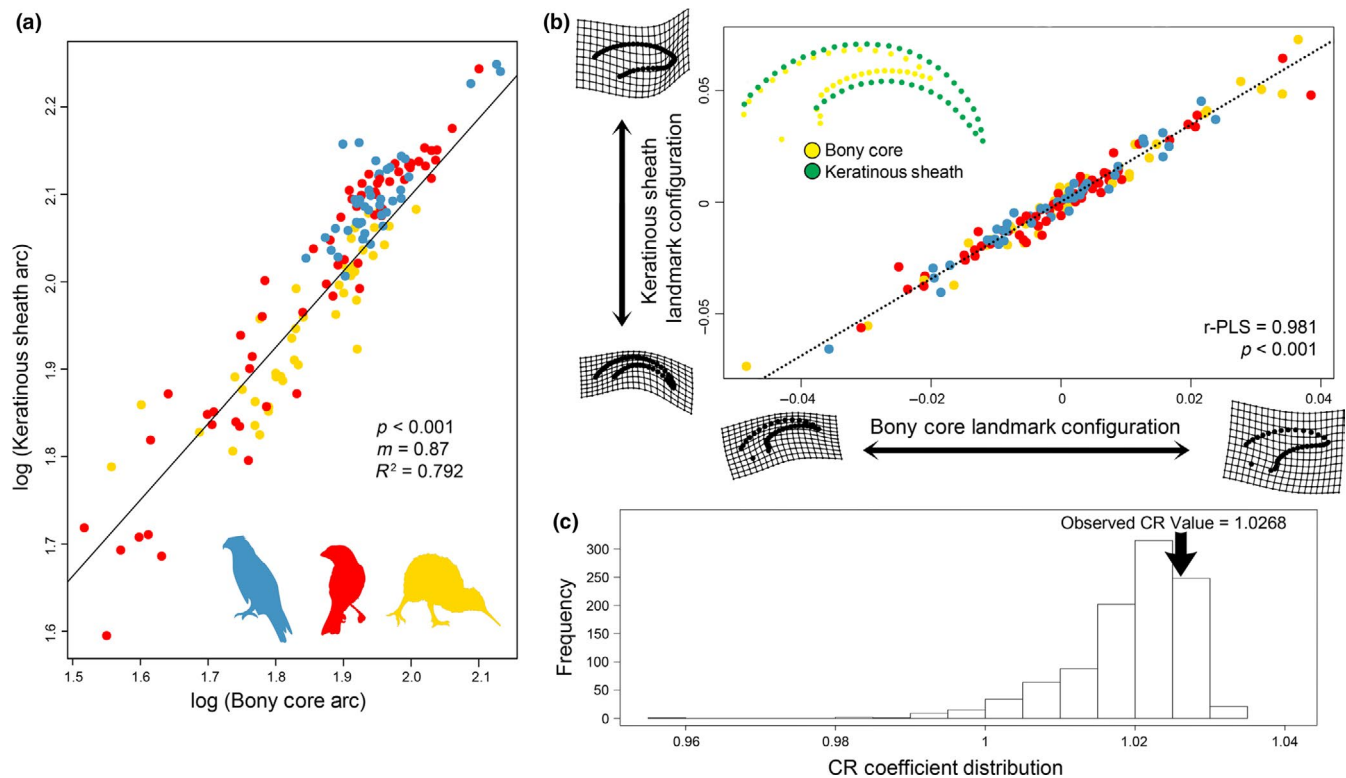 (a)
log (Keratinous sheath arc)
2.2
2.1
2.0
1.9
1.8
1.7
1.6
p < 0.001
m = 0.87
R² = 0.792
1.5 1.6 1.7 1.8 1.9 2.0 2.1
log (Bony core arc)
(b)
Keratinous sheath
landmark configuration
Bony core
Keratinous sheath
0.05
0
−0.05
r-PLS = 0.981
p < 0.001
−0.04 −0.02 0 0.02 0.04
Bony core landmark configuration
(c)
Observed CR Value = 1.0268
Frequency
300
250
200
150
100
50
0
0.96 0.98 1 1.02 1.04
CR coefficient distribution